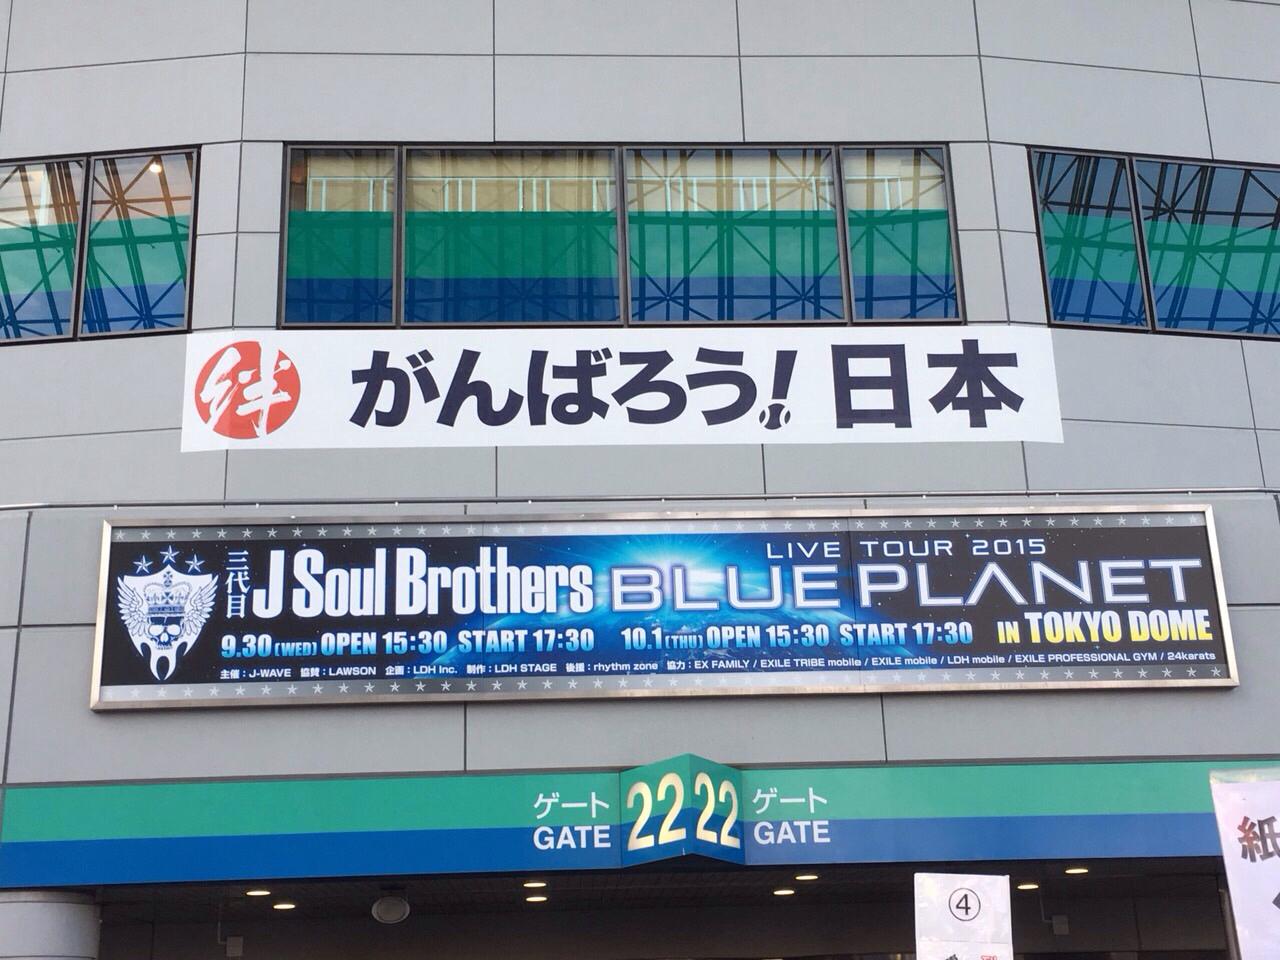 絆 がんばろう! 日本
三代目 J Soul Brothers LIVE TOUR 2015 BLUE PLANET
9.30(WED) OPEN 15:30 START 17:30 10.1(THU) OPEN 15:30 START 17:30 IN TOKYO DOME
主催:J-WAVE 協賛:LAWSON 企画:LDH Inc. 制作:LDH STAGE 後援:rhythm zone 協力:EX FAMILY / EXILE TRIBE mobile / EXILE mobile / LDH mobile / EXILE PROFESSIONAL GYM / 24karats
ゲート 22 22 ゲート
GATE GATE
紙
④